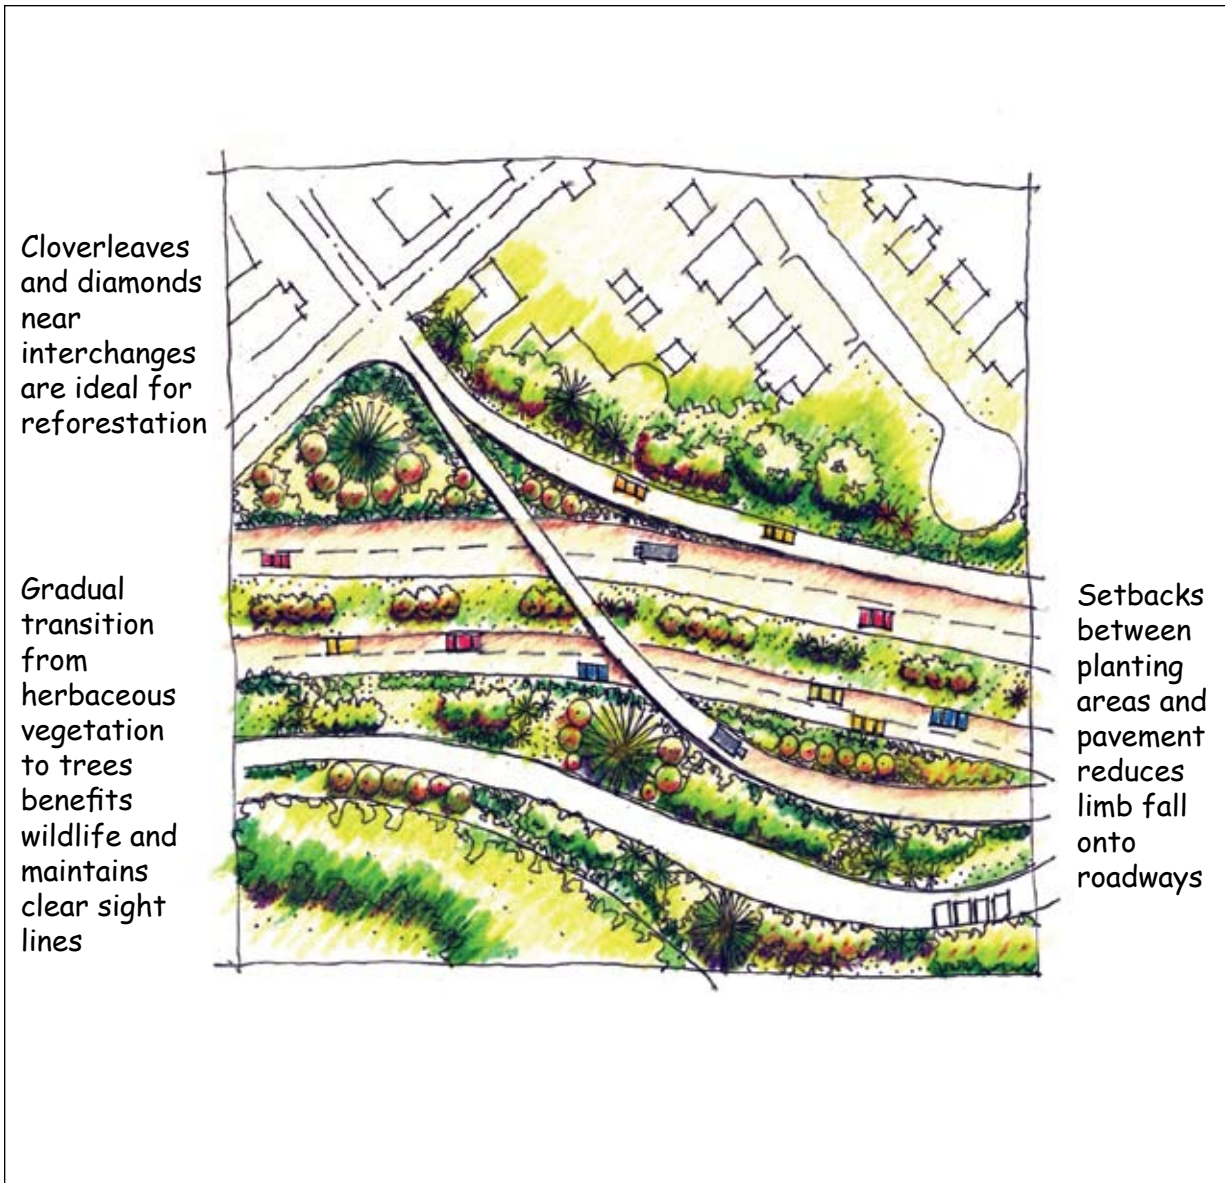 Cloverleaves
and diamonds
near
interchanges
are ideal for
reforestation
Gradual
transition
from
herbaceous
vegetation
to trees
benefits
wildlife and
maintains
clear sight
lines
Setbacks
between
planting
areas and
pavement
reduces
limb fall
onto
roadways